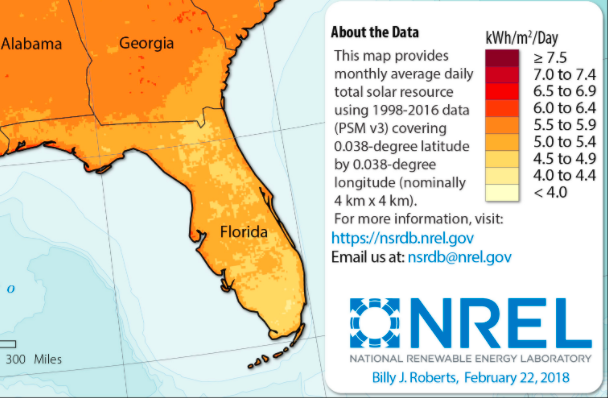 Alabama
Georgia
Florida
o
300 Miles
About the Data
This map provides
monthly average daily
total solar resource
using 1998-2016 data
(PSM v3) covering
0.038-degree latitude
by 0.038-degree
longitude (nominally
4 km x 4 km).
For more information, visit:
https://nsrdb.nrel.gov
Email us at: nsrdb@nrel.gov
kWh/m²/Day
≥ 7.5
7.0 to 7.4
6.5 to 6.9
6.0 to 6.4
5.5 to 5.9
5.0 to 5.4
4.5 to 4.9
4.0 to 4.4
< 4.0
NREL
NATIONAL RENEWABLE ENERGY LABORATORY
Billy J. Roberts, February 22, 2018